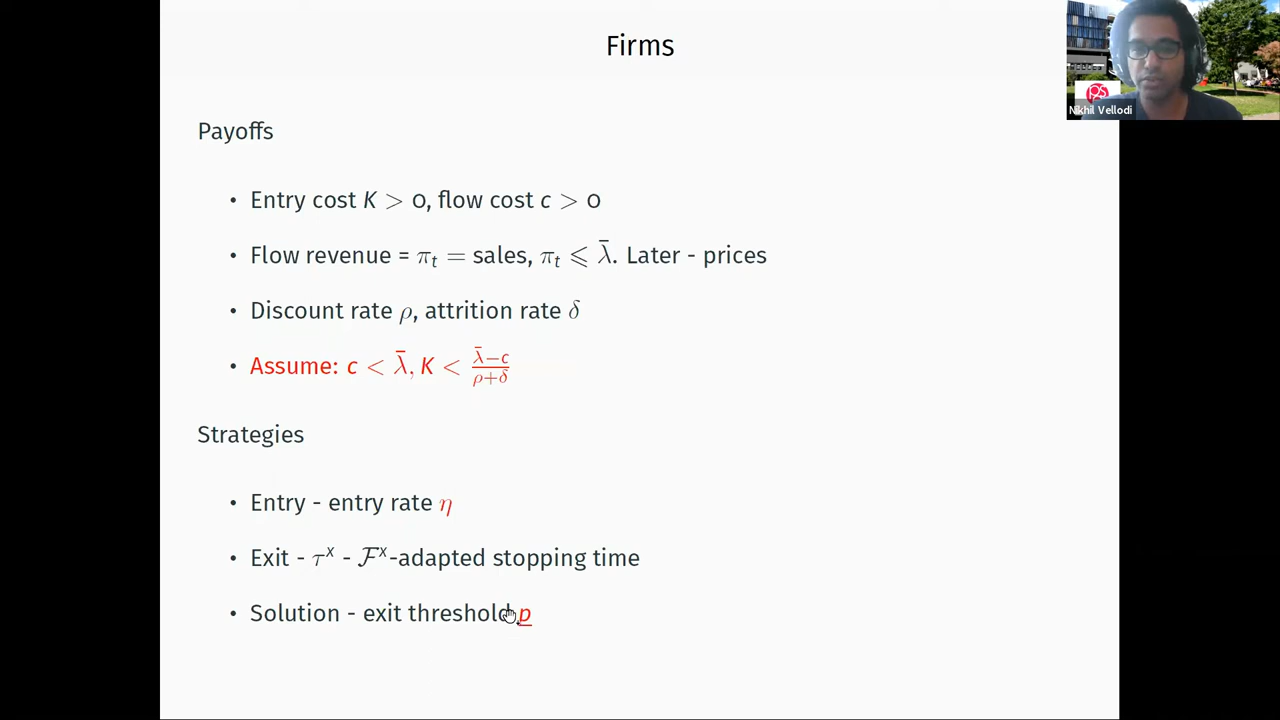 Firms
Nikhil Vellodi
Payoffs
• Entry cost K > 0, flow cost c > 0
• Flow revenue = π_t = sales, π_t ⩽ λ̄. Later - prices
• Discount rate ρ, attrition rate δ
• Assume: c < λ̄, K < (λ̄−c)/(ρ+δ)
Strategies
• Entry - entry rate η
• Exit - τ^x - ℱ^x-adapted stopping time
• Solution - exit threshold p̲